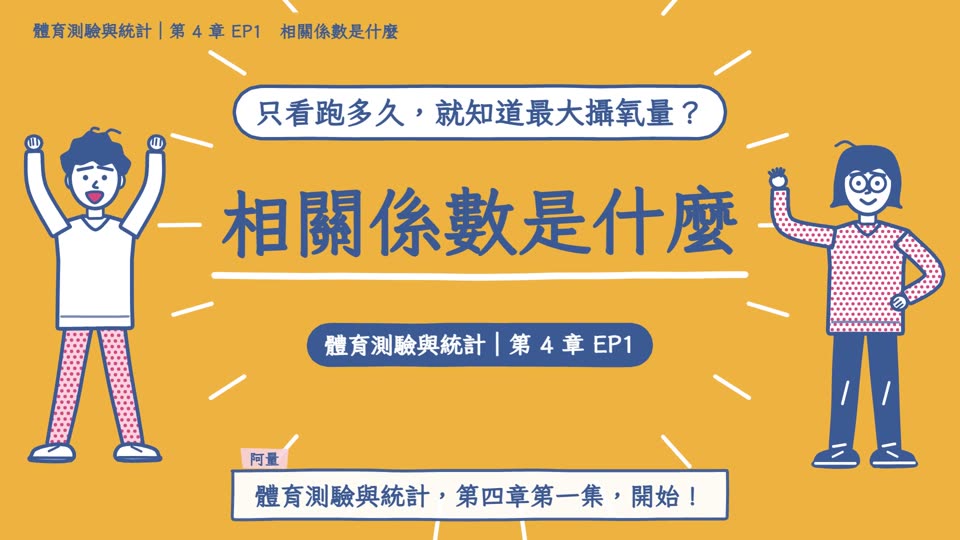 體育測驗與統計｜第 4 章 EP1　相關係數是什麼
只看跑多久，就知道最大攝氧量？
相關係數是什麼
體育測驗與統計｜第 4 章 EP1
阿量
體育測驗與統計，第四章第一集，開始！